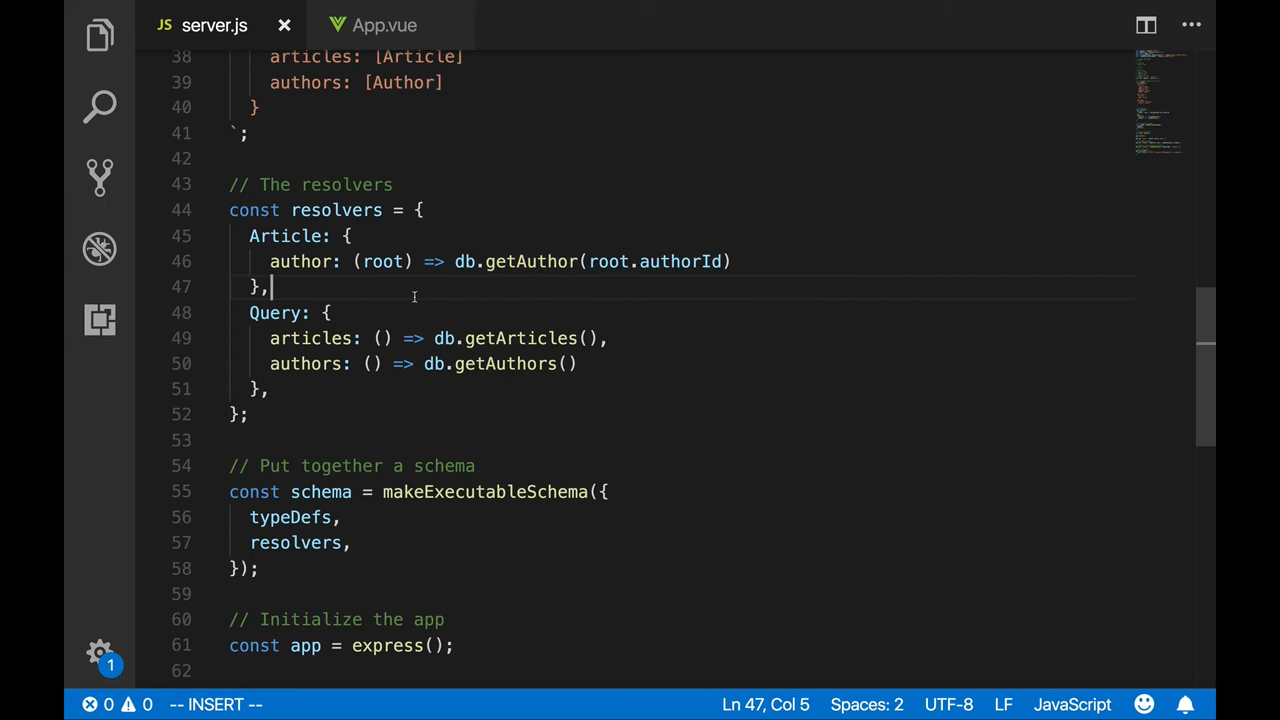 JS server.js × App.vue ...
38 articles: [Article]
39 authors: [Author]
40 }
41 `;
42
43 // The resolvers
44 const resolvers = {
45 Article: {
46 author: (root) => db.getAuthor(root.authorId)
47 },
48 Query: {
49 articles: () => db.getArticles(),
50 authors: () => db.getAuthors()
51 },
52 };
53
54 // Put together a schema
55 const schema = makeExecutableSchema({
56 typeDefs,
57 resolvers,
58 });
59
60 // Initialize the app
61 const app = express();
62
1
0 0 -- INSERT -- Ln 47, Col 5 Spaces: 2 UTF-8 LF JavaScript